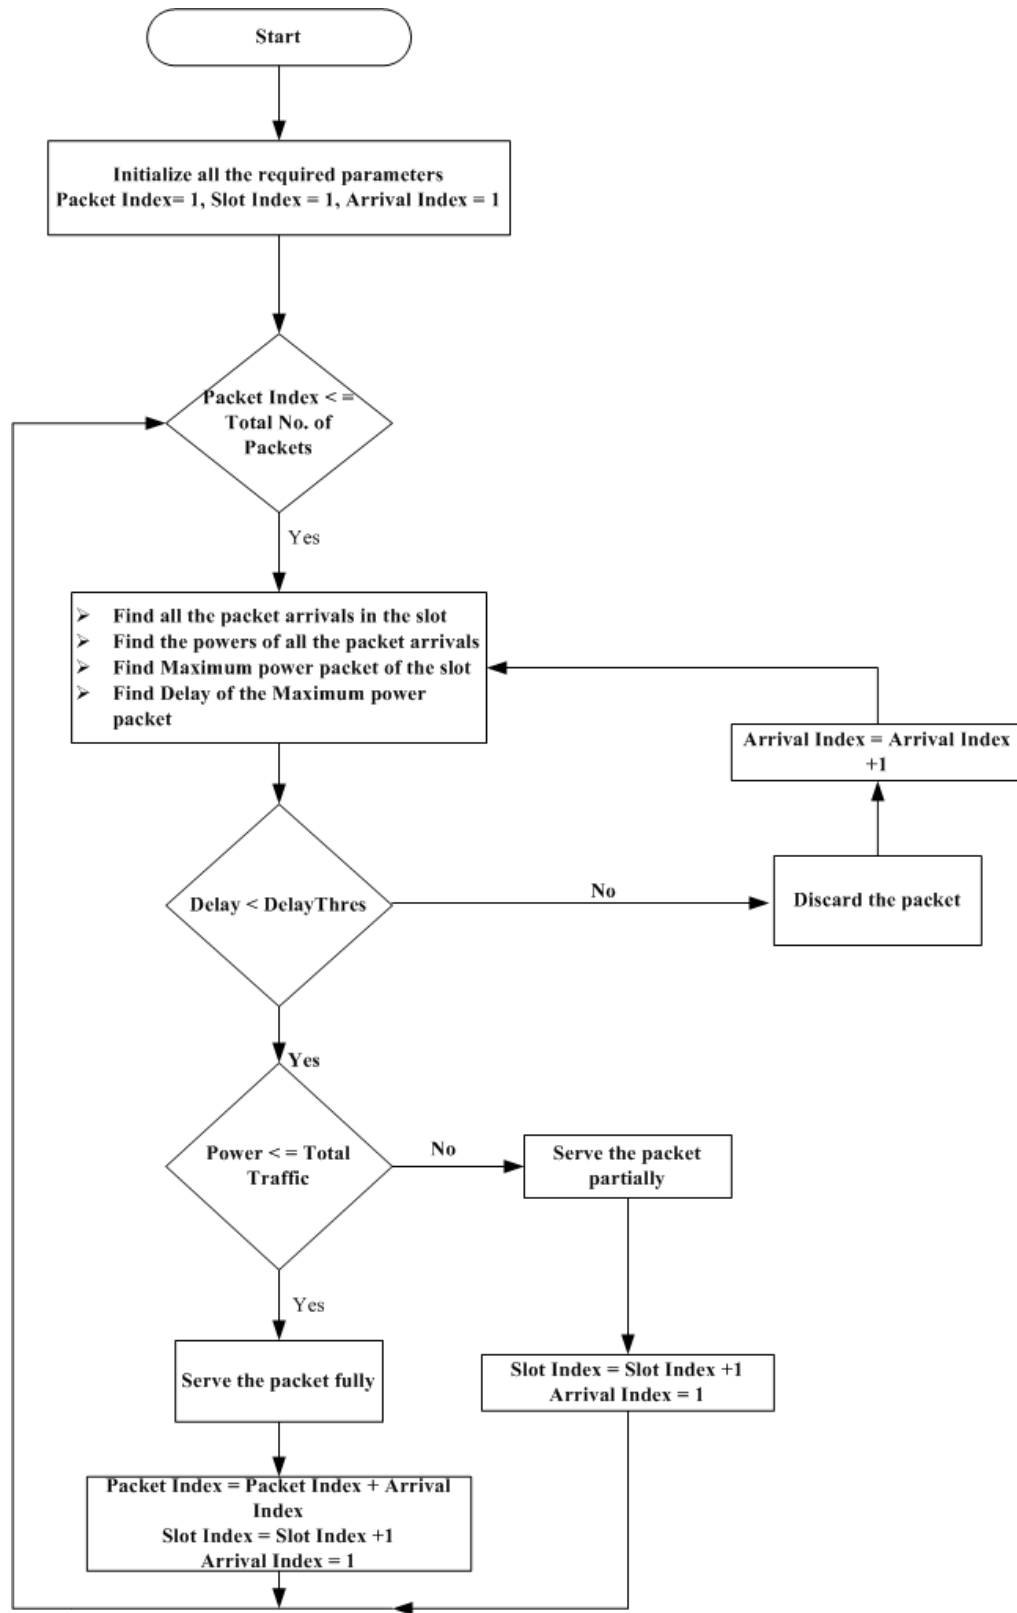 Start
Initialize all the required parameters
Packet Index= 1, Slot Index = 1, Arrival Index = 1
Packet Index < =
Total No. of
Packets
Yes
Find all the packet arrivals in the slot
Find the powers of all the packet arrivals
Find Maximum power packet of the slot
Find Delay of the Maximum power
packet
Arrival Index = Arrival Index
+1
Delay < DelayThres
No
Discard the packet
Yes
Power < = Total
Traffic
No
Serve the packet
partially
Yes
Serve the packet fully
Slot Index = Slot Index +1
Arrival Index = 1
Packet Index = Packet Index + Arrival
Index
Slot Index = Slot Index +1
Arrival Index = 1